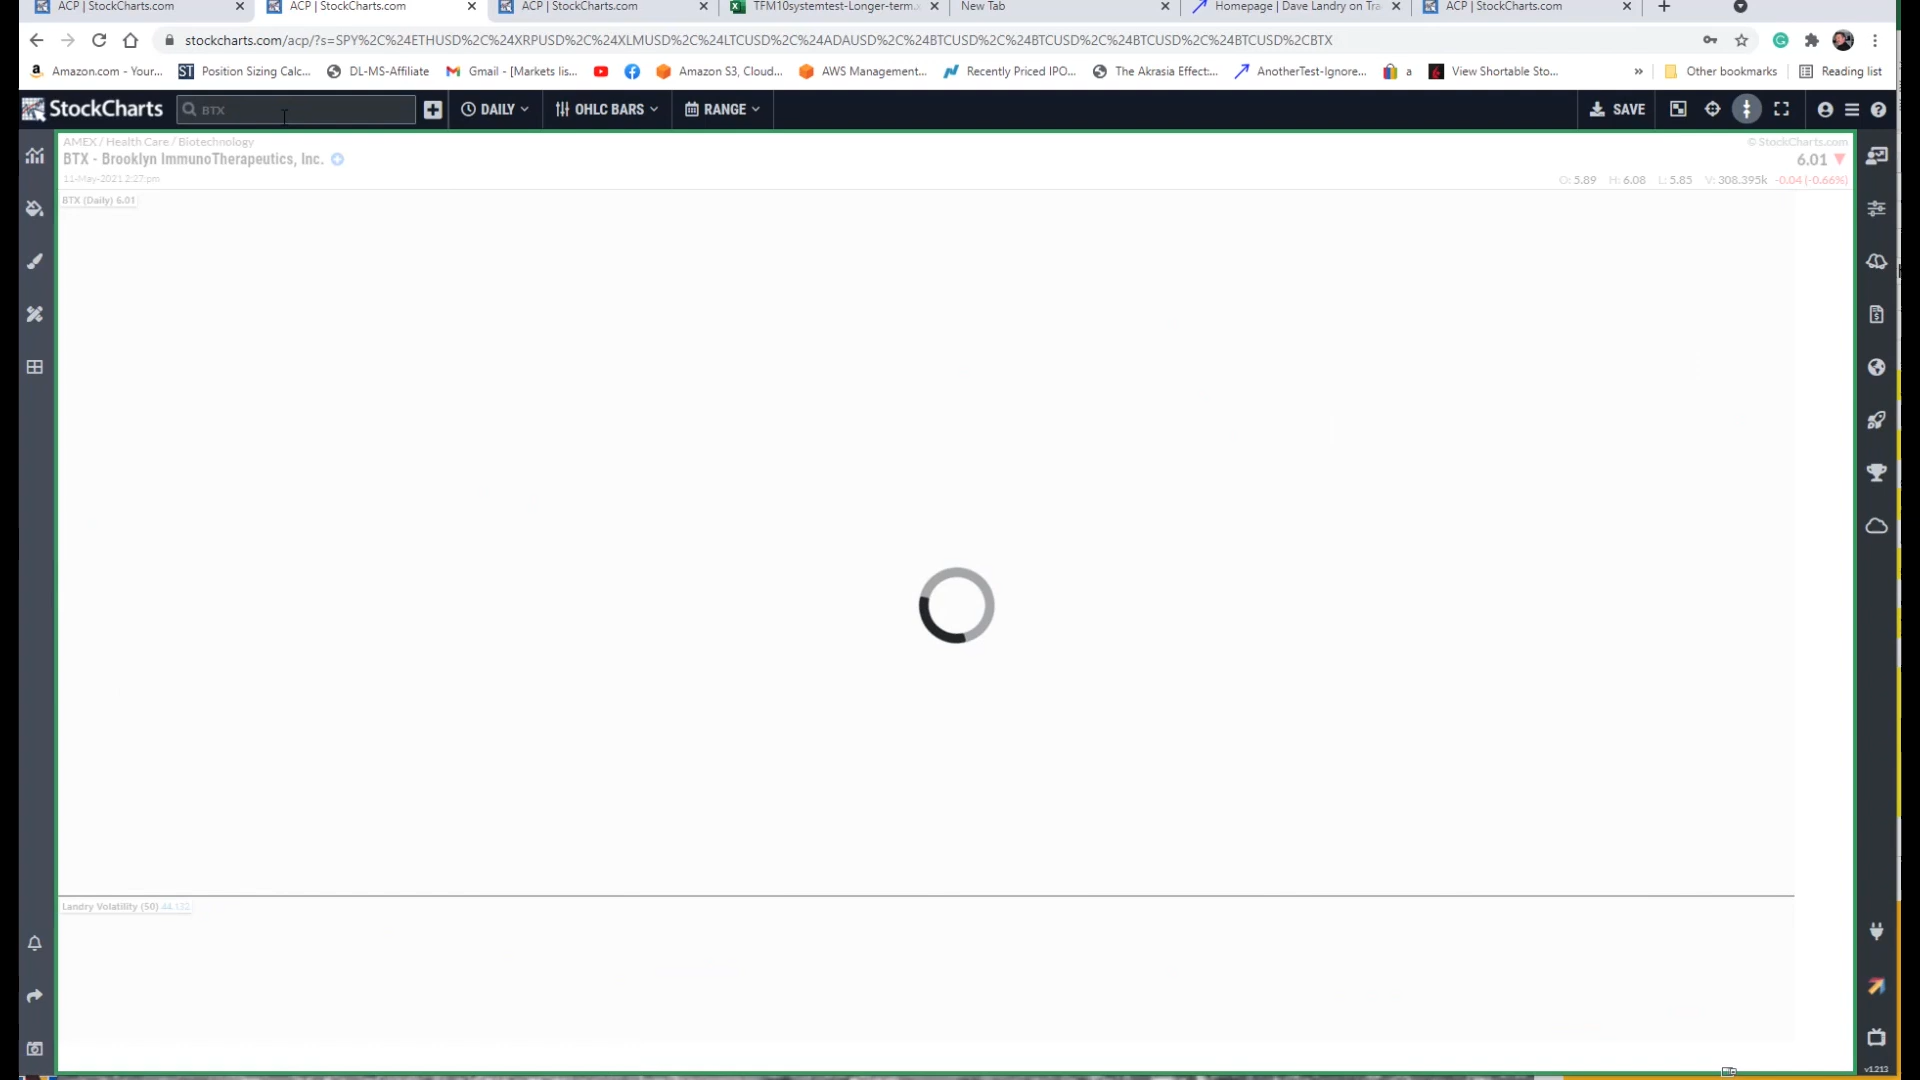 ACP | StockCharts.com
ACP | StockCharts.com
ACP | StockCharts.com
TFM10systemtest-Longer-term.
New Tab
Homepage | Dave Landry on Tra
ACP | StockCharts.com
stockcharts.com/acp/?s=SPY%2C%24ETHUSD%2C%24XRPUSD%2C%24XLMUSD%2C%24LTCUSD%2C%24ADAUSD%2C%24BTCUSD%2C%24BTCUSD%2C%24BTCUSD%2C%24BTCUSD%2CBTX
Amazon.com - Your...
Position Sizing Calc...
DL-MS-Affiliate
Gmail - [Markets lis...
Amazon S3, Cloud...
AWS Management...
Recently Priced IPO...
The Akrasia Effect:...
AnotherTest-Ignore...
a
View Shortable Sto...
»
Other bookmarks
Reading list
StockCharts
BTX
DAILY
OHLC BARS
RANGE
SAVE
AMEX / Health Care / Biotechnology
© StockCharts.com
BTX - Brooklyn ImmunoTherapeutics, Inc.
6.01
11-May-2021 2:27pm
O: 5.89 H: 6.08 L: 5.85 V: 308.395k -0.04 (-0.66%)
BTX (Daily) 6.01
Landry Volatility (50) 44.132
v1.213